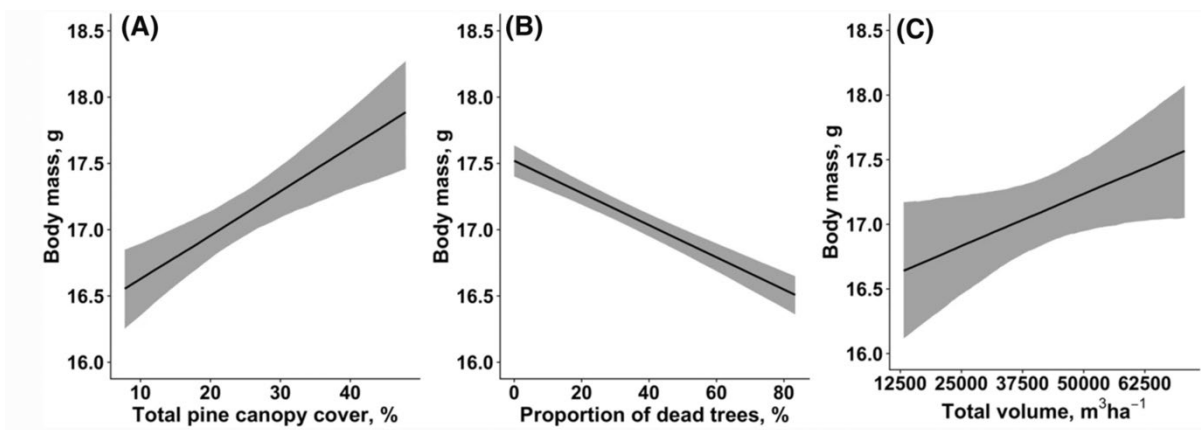 (A)
18.5
18.0
17.5
17.0
16.5
16.0
Body mass, g
10 20 30 40
Total pine canopy cover, %
(B)
18.5
18.0
17.5
17.0
16.5
16.0
Body mass, g
0 20 40 60 80
Proportion of dead trees, %
(C)
18.5
18.0
17.5
17.0
16.5
16.0
Body mass, g
12500 25000 37500 50000 62500
Total volume, m³ha⁻¹